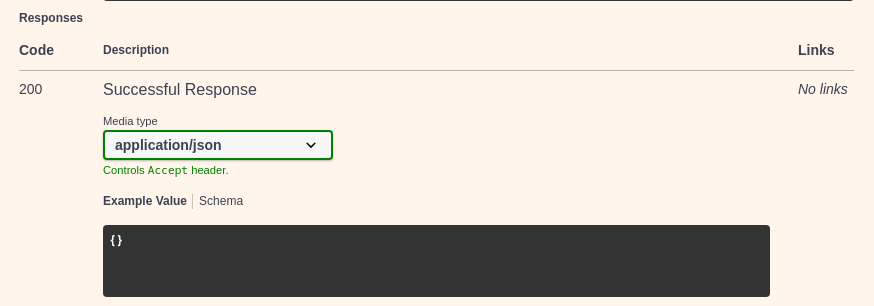 Responses
Code Description Links
200 Successful Response No links
Media type
application/json
Controls Accept header.
Example Value Schema
{}